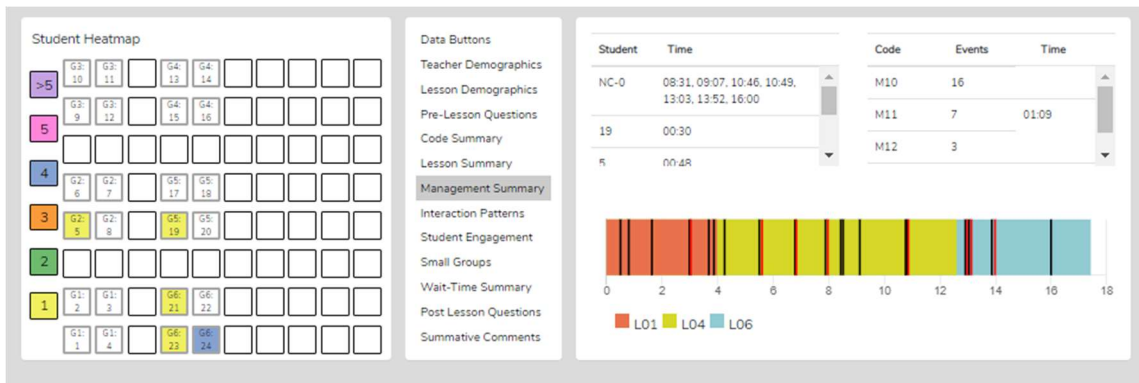 Student Heatmap
>5
5
4
3
2
1
G3: 10
G3: 11
G4: 13
G4: 14
G3: 9
G3: 12
G4: 15
G4: 16
G2: 6
G2: 7
G5: 17
G5: 18
G2: 5
G2: 8
G5: 19
G5: 20
G1: 2
G1: 3
G6: 21
G6: 22
G1: 1
G1: 4
G6: 23
G6: 24
Data Buttons
Teacher Demographics
Lesson Demographics
Pre-Lesson Questions
Code Summary
Lesson Summary
Management Summary
Interaction Patterns
Student Engagement
Small Groups
Wait-Time Summary
Post Lesson Questions
Summative Comments
Student Time
NC-0 08:31, 09:07, 10:46, 10:49,
13:03, 13:52, 16:00
19 00:30
5 00:48
Code Events Time
M10 16
M11 7 01:09
M12 3
0 2 4 6 8 10 12 14 16 18
L01 L04 L06